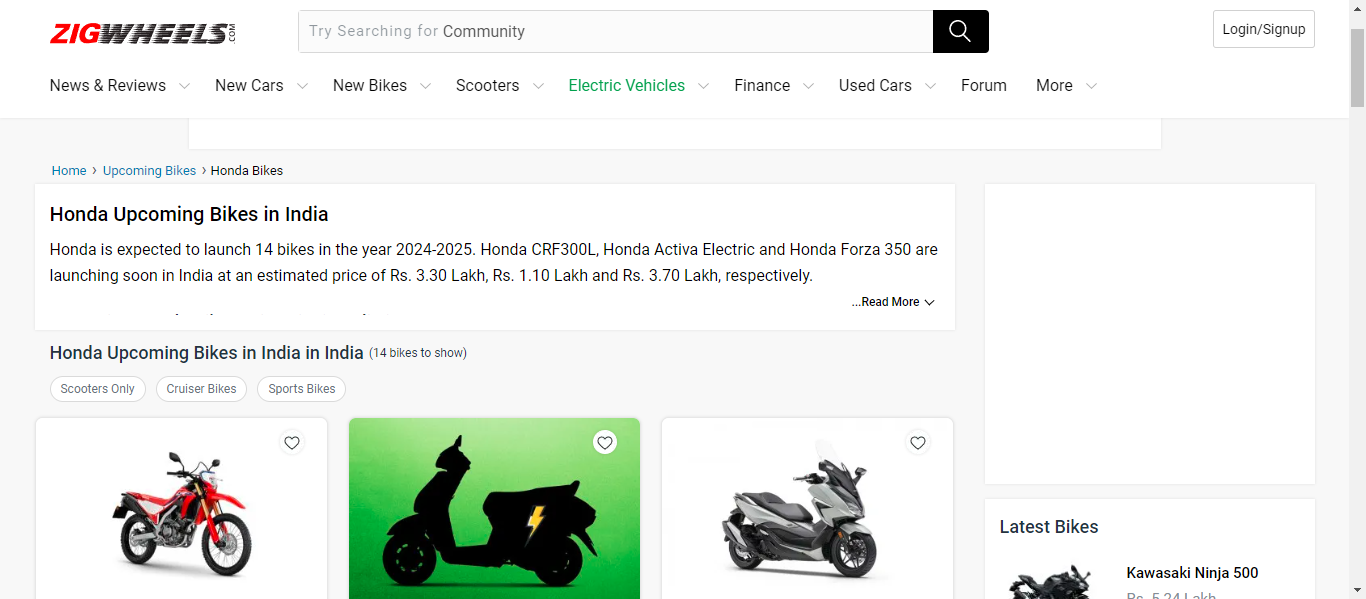 ZIGWHEELS.COM
Try Searching for Community
Login/Signup
News & Reviews New Cars New Bikes Scooters Electric Vehicles Finance Used Cars Forum More
Home › Upcoming Bikes › Honda Bikes
Honda Upcoming Bikes in India
Honda is expected to launch 14 bikes in the year 2024-2025. Honda CRF300L, Honda Activa Electric and Honda Forza 350 are
launching soon in India at an estimated price of Rs. 3.30 Lakh, Rs. 1.10 Lakh and Rs. 3.70 Lakh, respectively.
...Read More
Honda Upcoming Bikes in India in India (14 bikes to show)
Scooters Only Cruiser Bikes Sports Bikes
Latest Bikes
Kawasaki Ninja 500
Rs. 5.24 Lakh